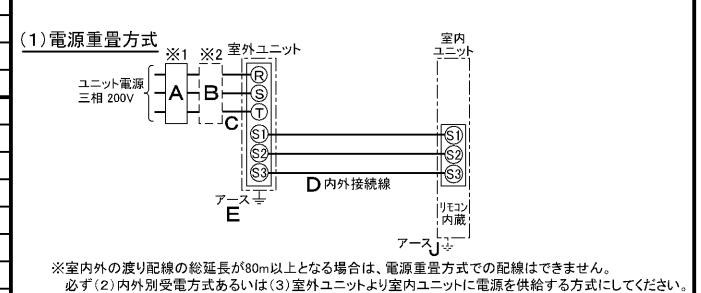 (1)電源重畳方式
※1 ※2 室外ユニット
室内
ユニット
ユニット電源
三相 200V
A
B
C
R
S
T
S1
S2
S3
S1
S2
S3
D 内外接続線
アース
E
リモコン
内蔵
アース J
※室内外の渡り配線の総延長が80m以上となる場合は、電源重畳方式での配線はできません。
必ず(2)内外別受電方式あるいは(3)室外ユニットより室内ユニットに電源を供給する方式にしてください。